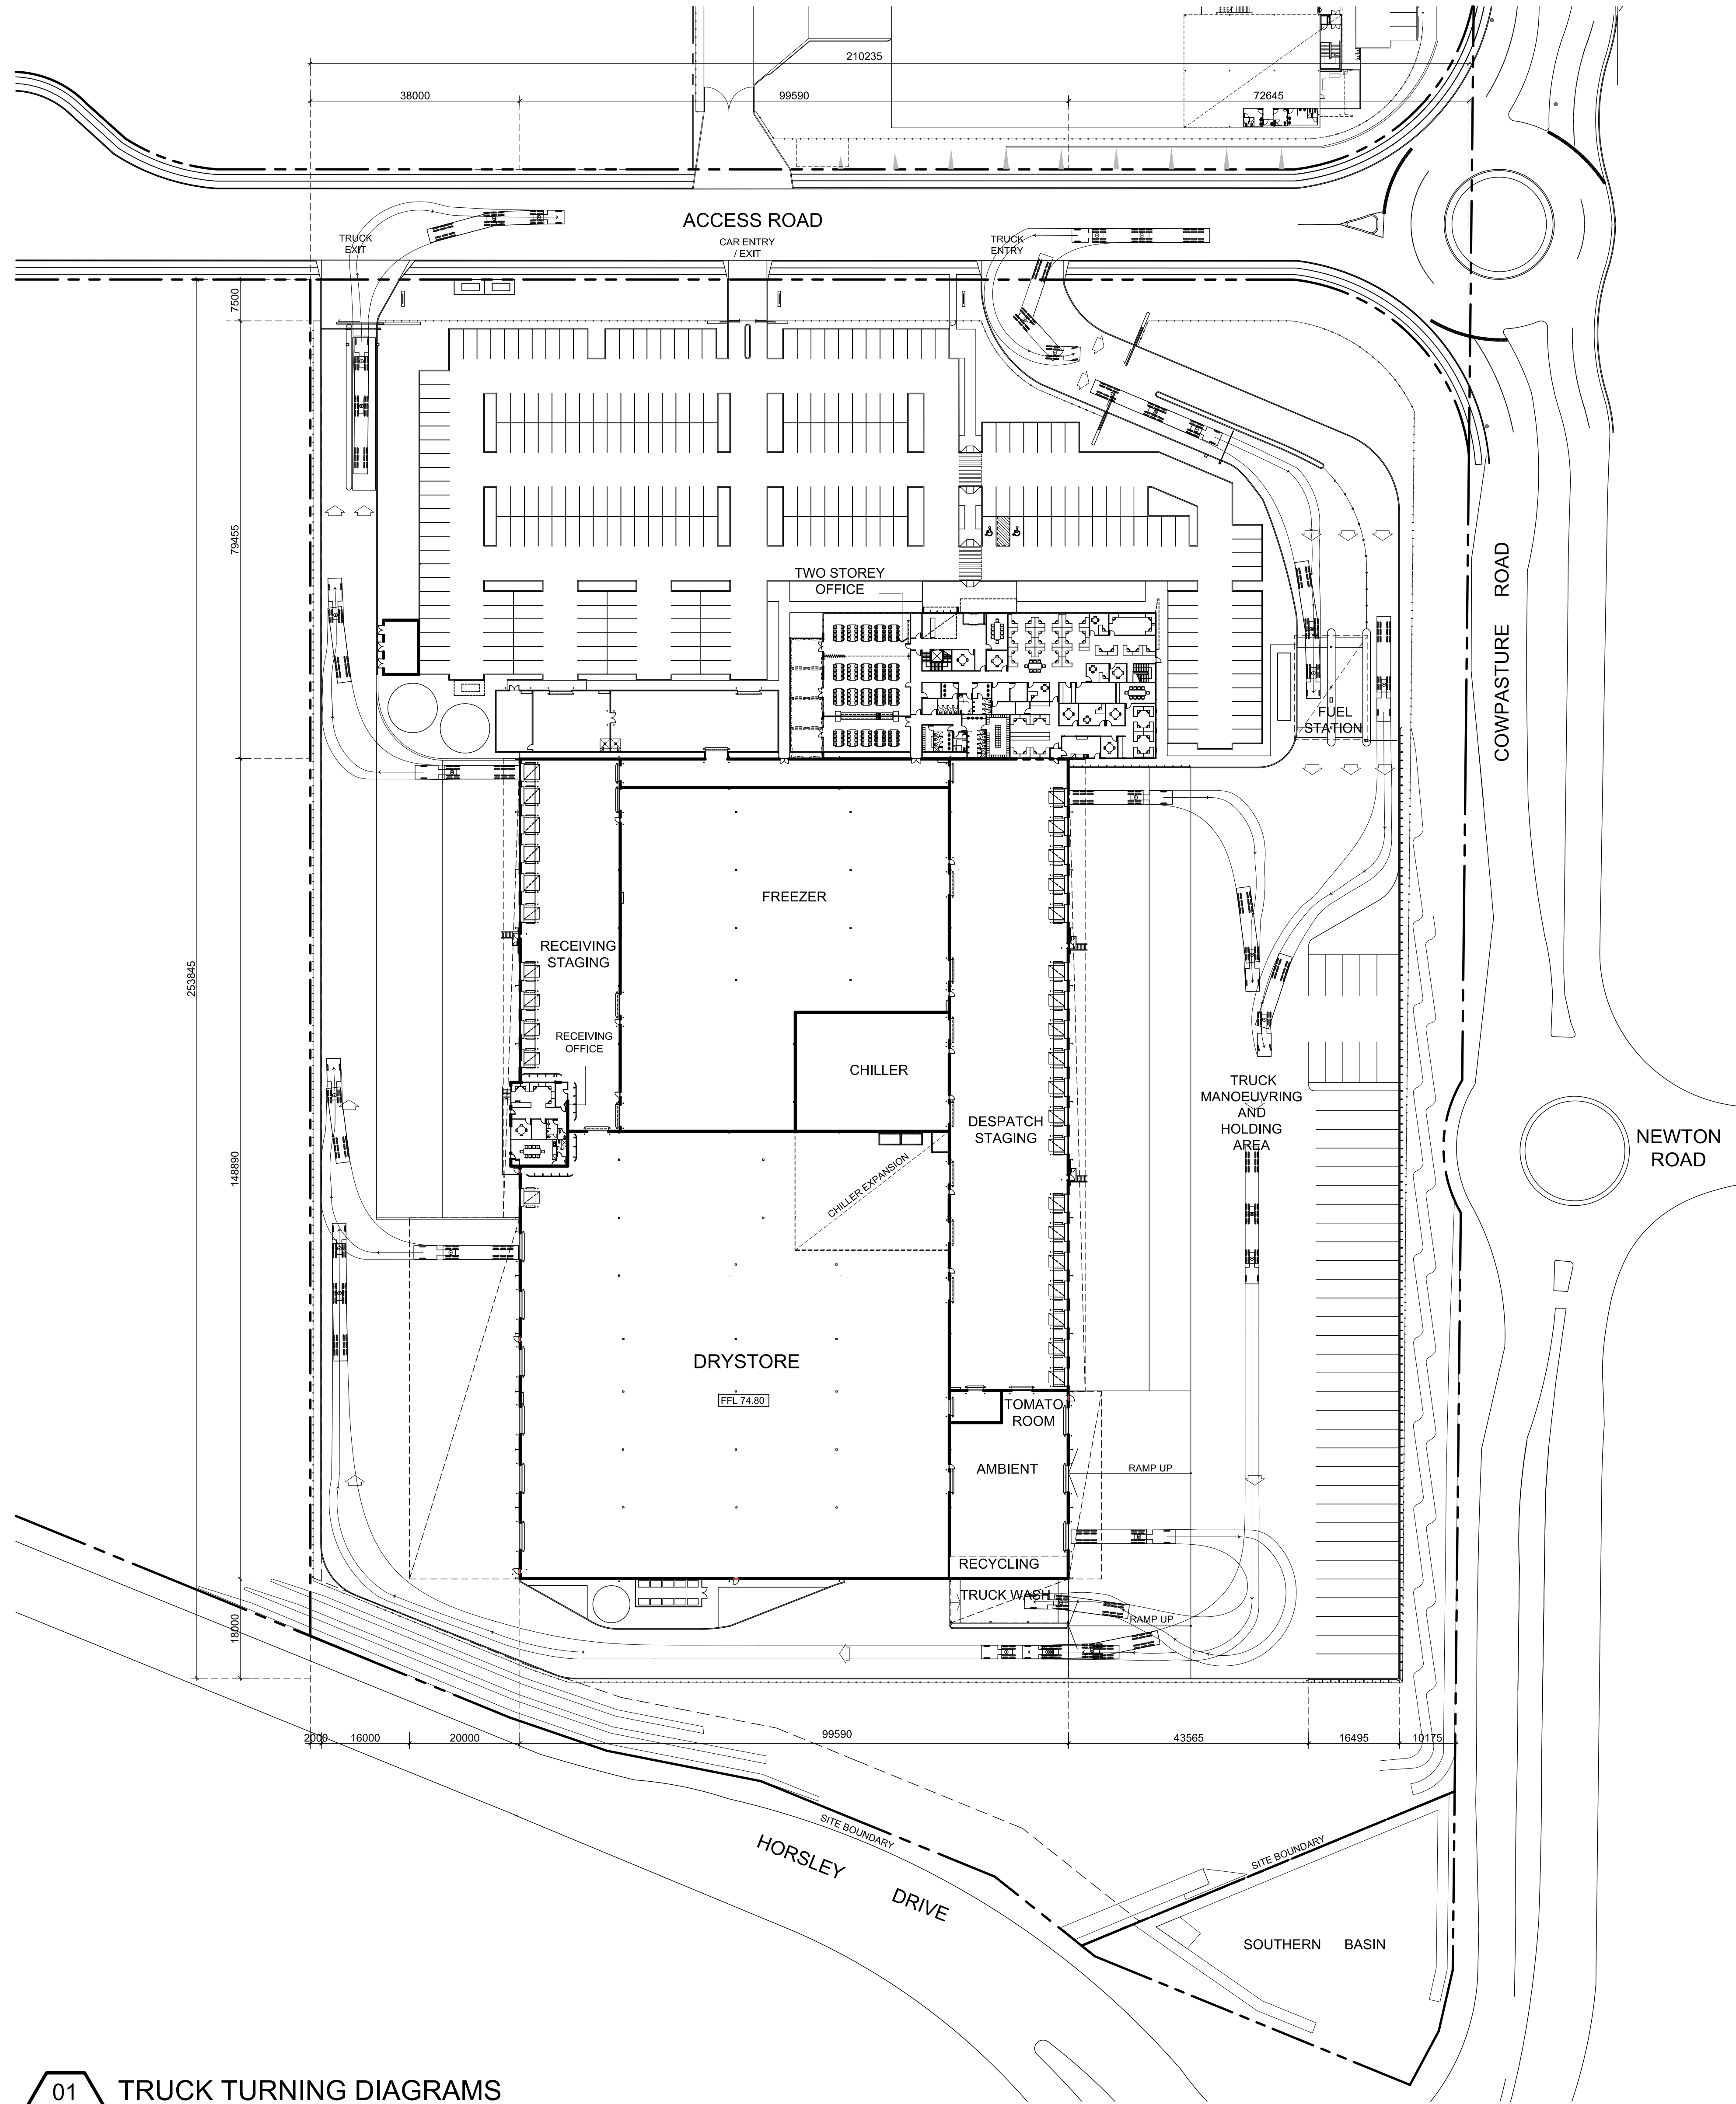 210235
38000
99590
72645
ACCESS ROAD
CAR ENTRY
/ EXIT
TRUCK
EXIT
TRUCK
ENTRY
7500
79455
253845
148890
18000
TWO STOREY
OFFICE
FUEL
STATION
COWPASTURE ROAD
FREEZER
RECEIVING
STAGING
RECEIVING
OFFICE
CHILLER
DESPATCH
STAGING
TRUCK
MANOEUVRING
AND
HOLDING
AREA
NEWTON
ROAD
CHILLER EXPANSION
DRYSTORE
FFL 74.80
TOMATO
ROOM
AMBIENT
RAMP UP
RECYCLING
TRUCK WASH
RAMP UP
2000
16000
20000
99590
43565
16495
10175
SITE BOUNDARY
HORSLEY DRIVE
SITE BOUNDARY
SOUTHERN BASIN
01
TRUCK TURNING DIAGRAMS